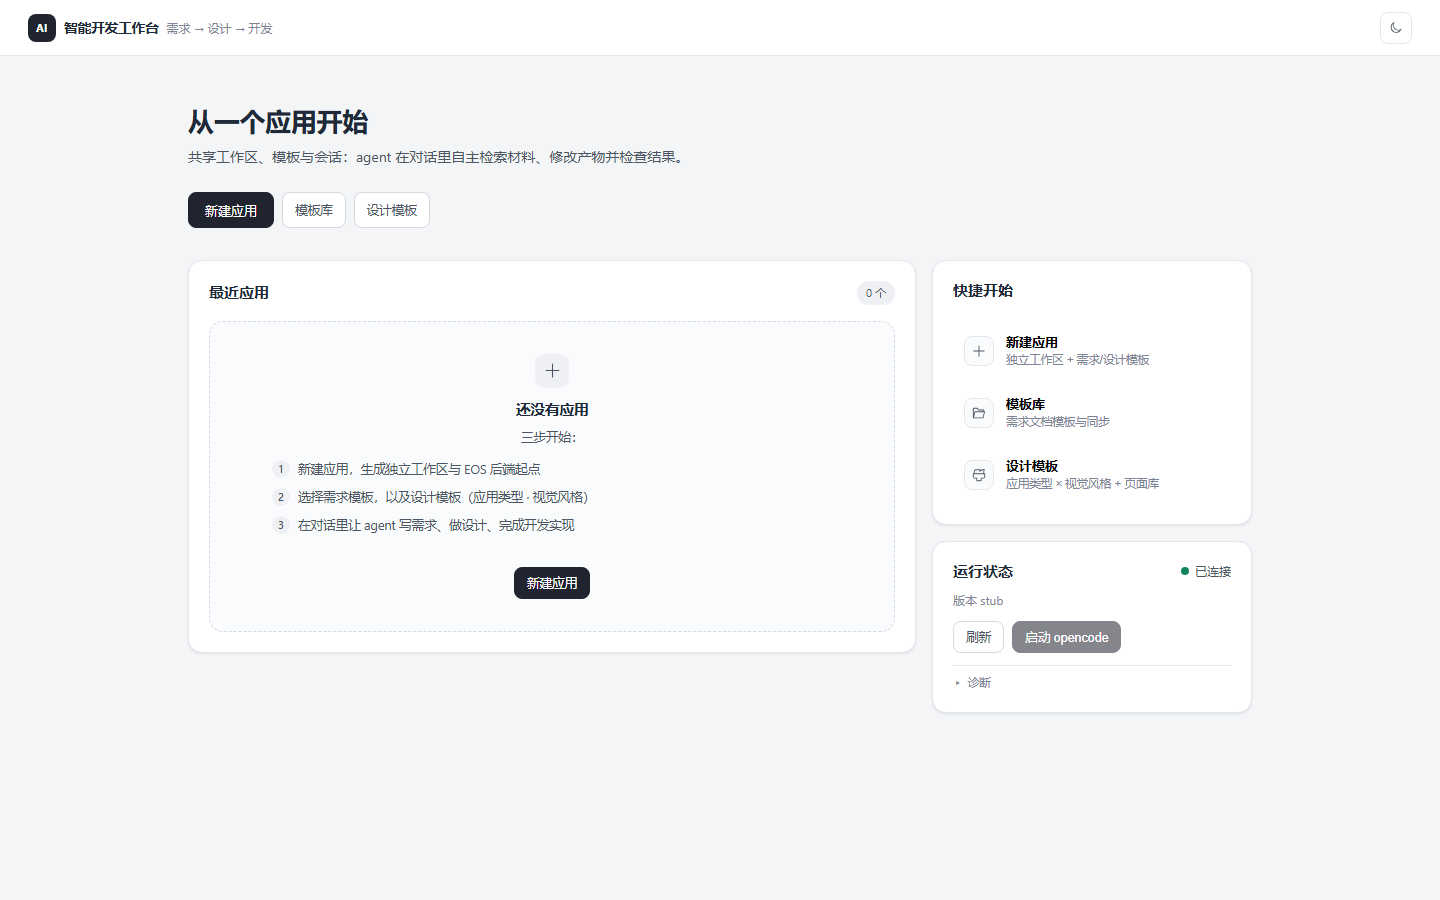 AI 智能开发工作台 需求 → 设计 → 开发
从一个应用开始
共享工作区、模板与会话：agent 在对话里自主检索材料、修改产物并检查结果。
新建应用 模板库 设计模板
最近应用 0 个
还没有应用
三步开始：
1 新建应用，生成独立工作区与 EOS 后端起点
2 选择需求模板，以及设计模板（应用类型 · 视觉风格）
3 在对话里让 agent 写需求、做设计、完成开发实现
新建应用
快捷开始
新建应用
独立工作区 + 需求/设计模板
模板库
需求文档模板与同步
设计模板
应用类型 × 视觉风格 + 页面库
运行状态 已连接
版本 stub
刷新 启动 opencode
诊断